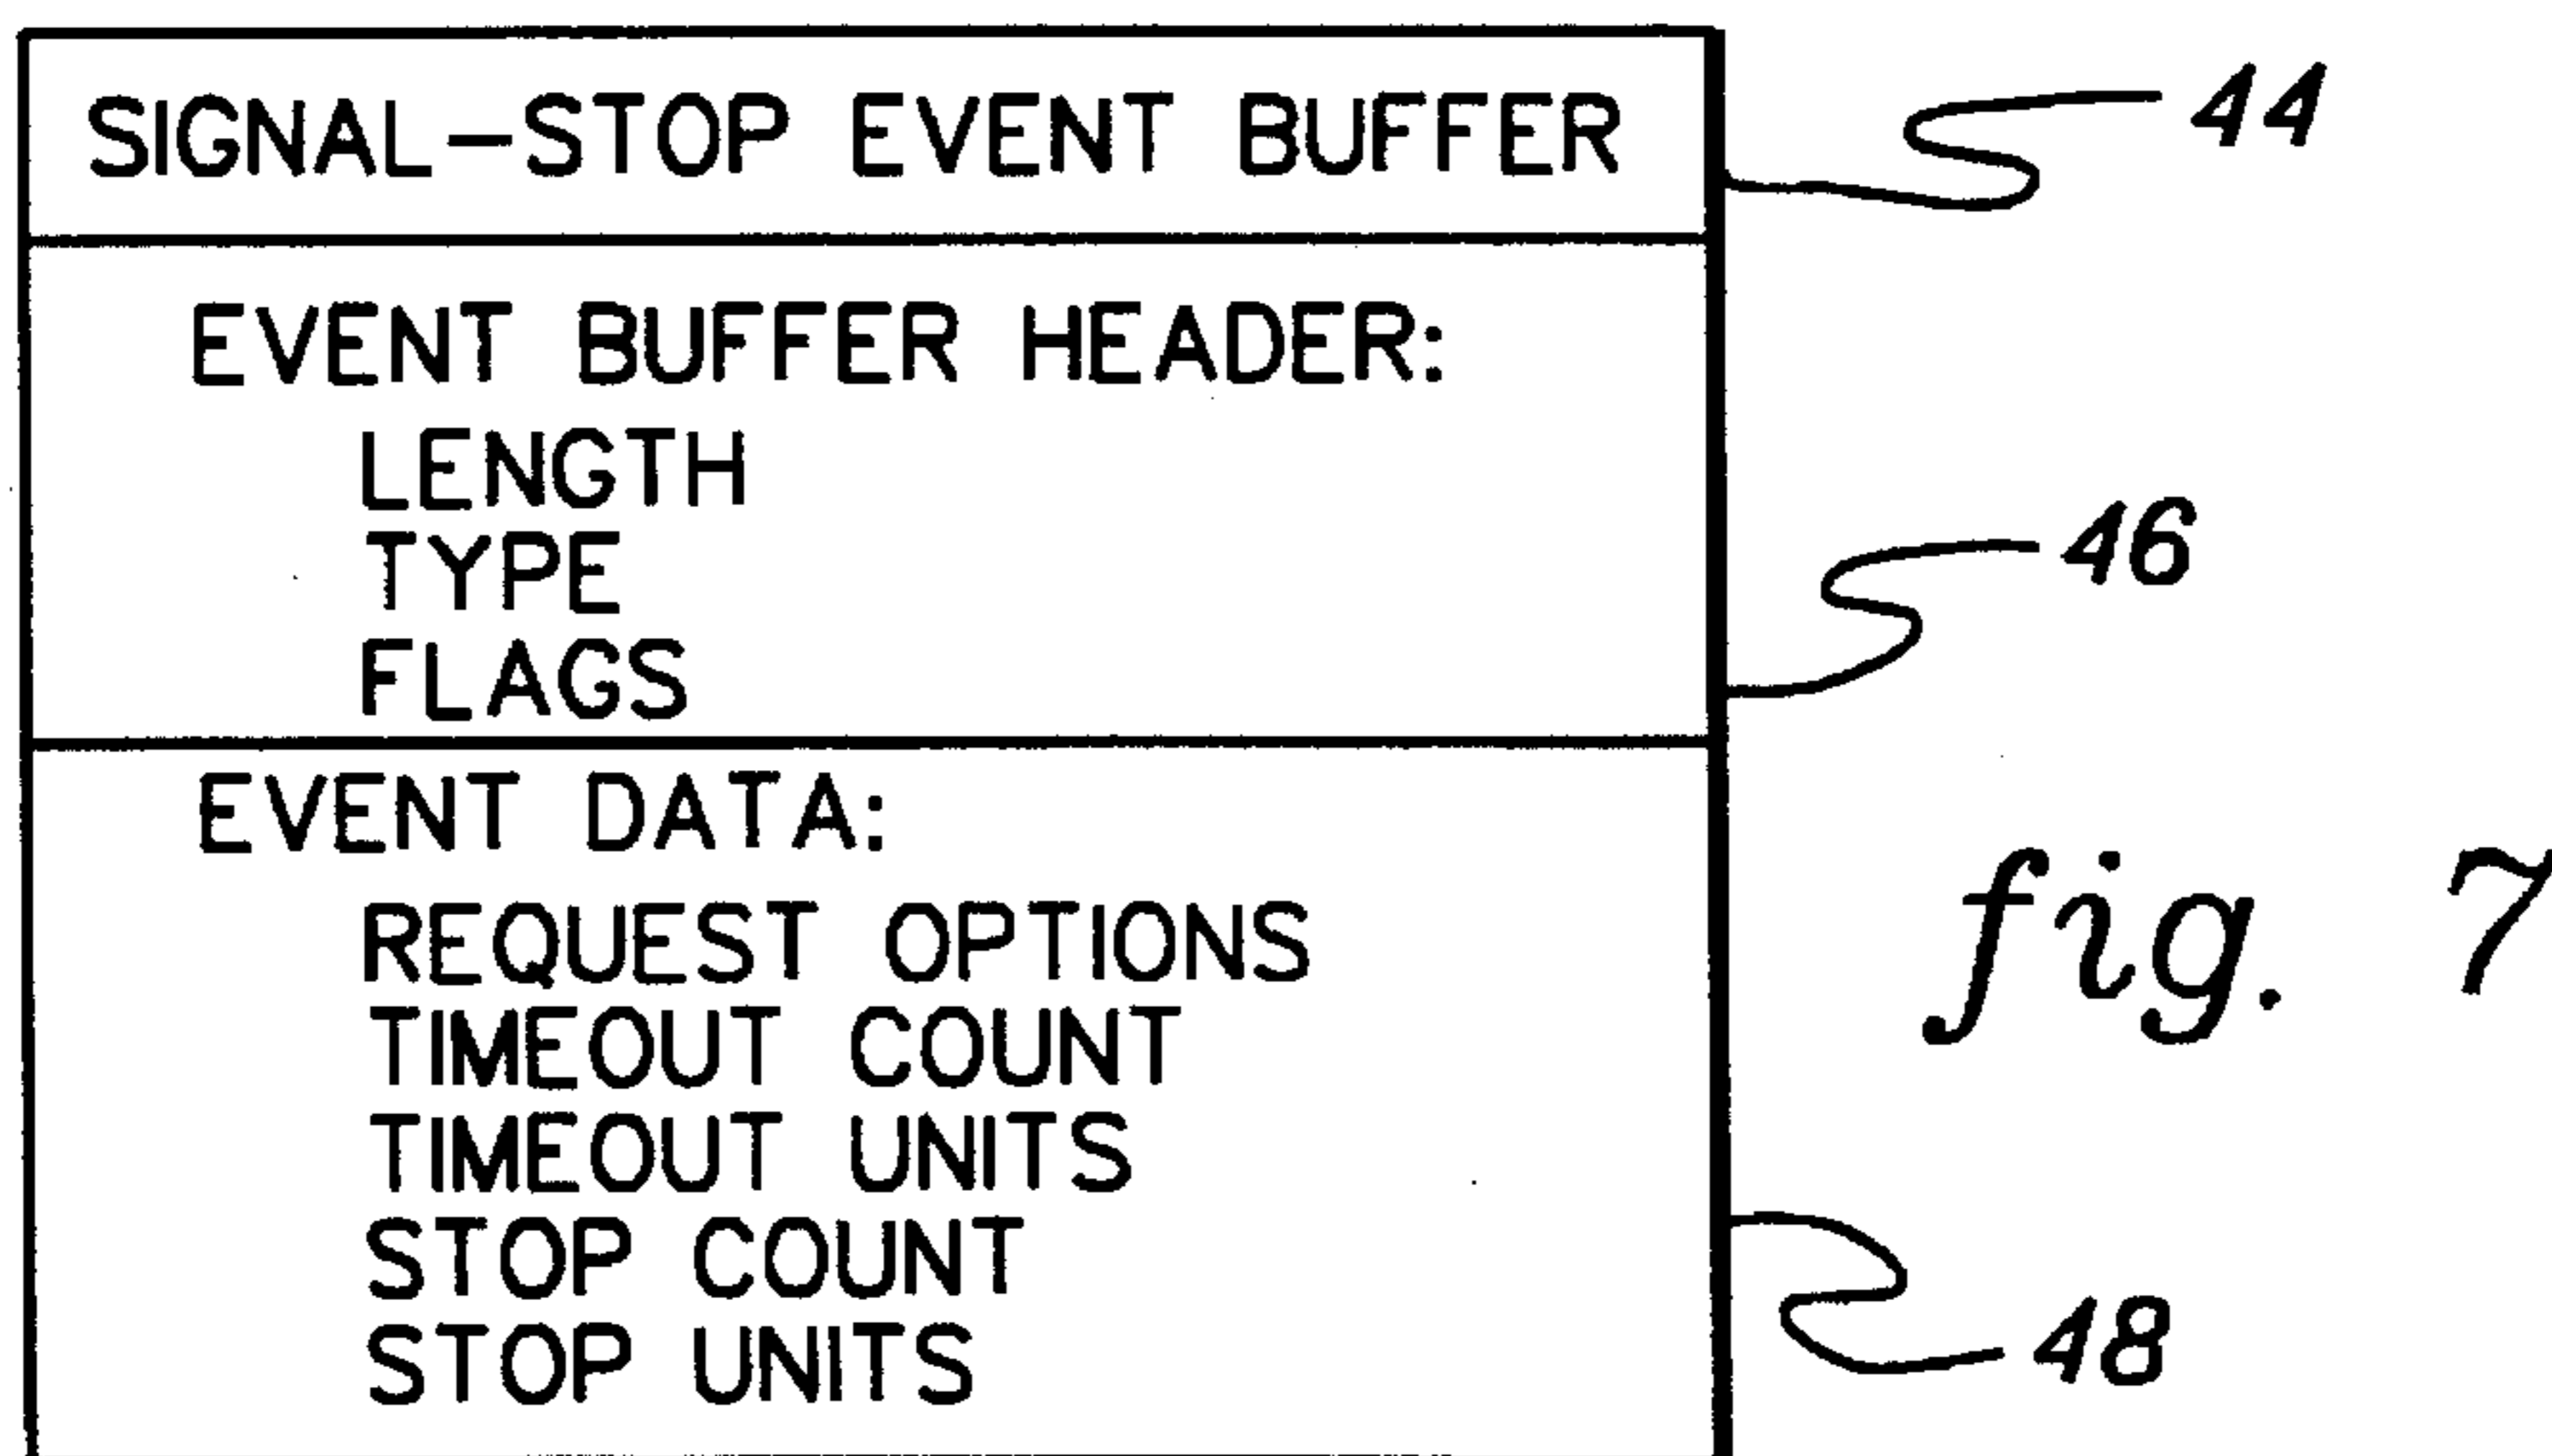 SIGNAL-STOP EVENT BUFFER
44
EVENT BUFFER HEADER:
LENGTH
TYPE
FLAGS
46
EVENT DATA:
REQUEST OPTIONS
TIMEOUT COUNT
TIMEOUT UNITS
STOP COUNT
STOP UNITS
48
fig. 7